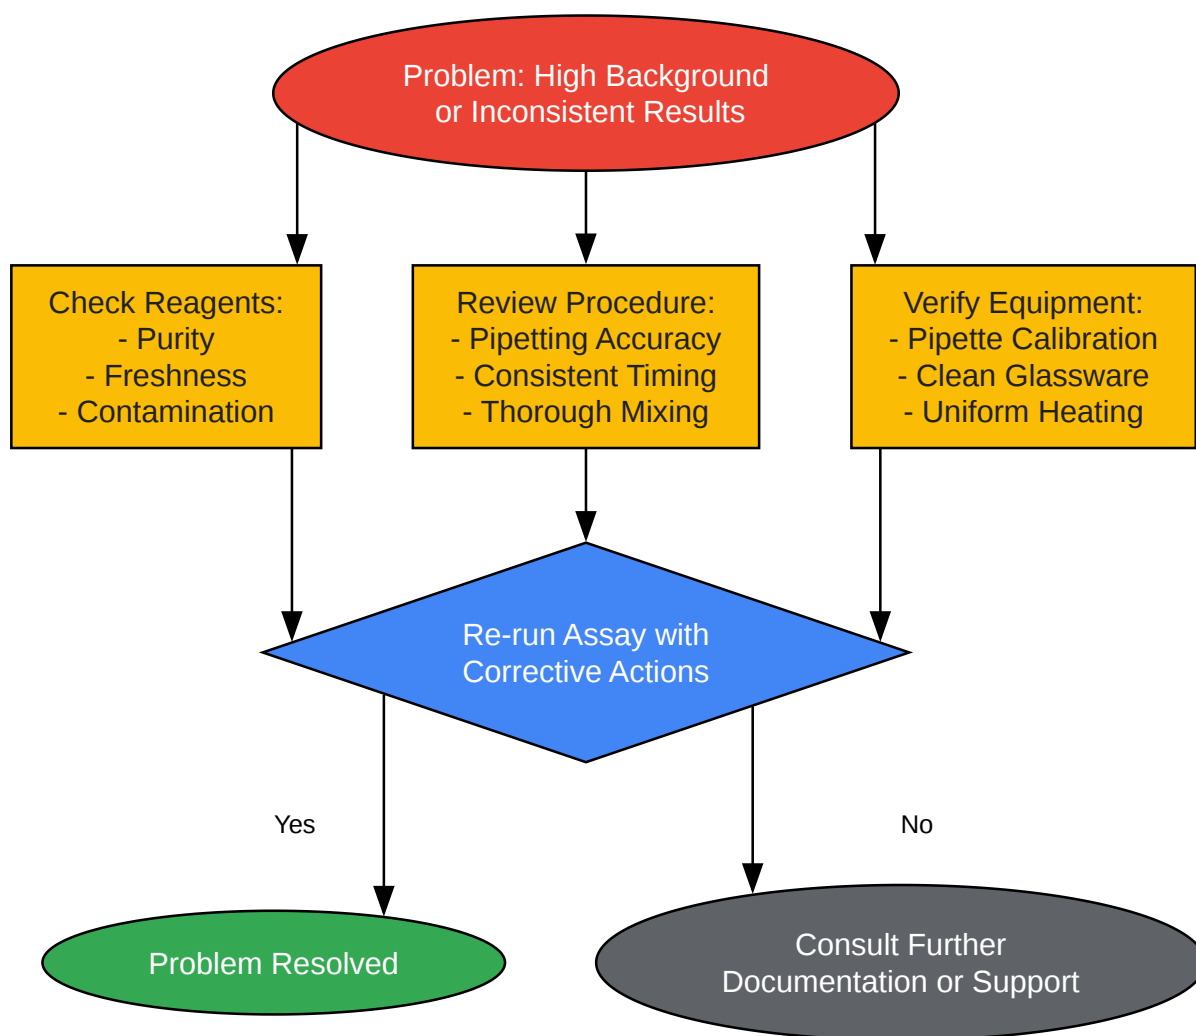 Problem: High Background
or Inconsistent Results
Check Reagents:
- Purity
- Freshness
- Contamination
Review Procedure:
- Pipetting Accuracy
- Consistent Timing
- Thorough Mixing
Verify Equipment:
- Pipette Calibration
- Clean Glassware
- Uniform Heating
Re-run Assay with
Corrective Actions
Yes
No
Problem Resolved
Consult Further
Documentation or Support